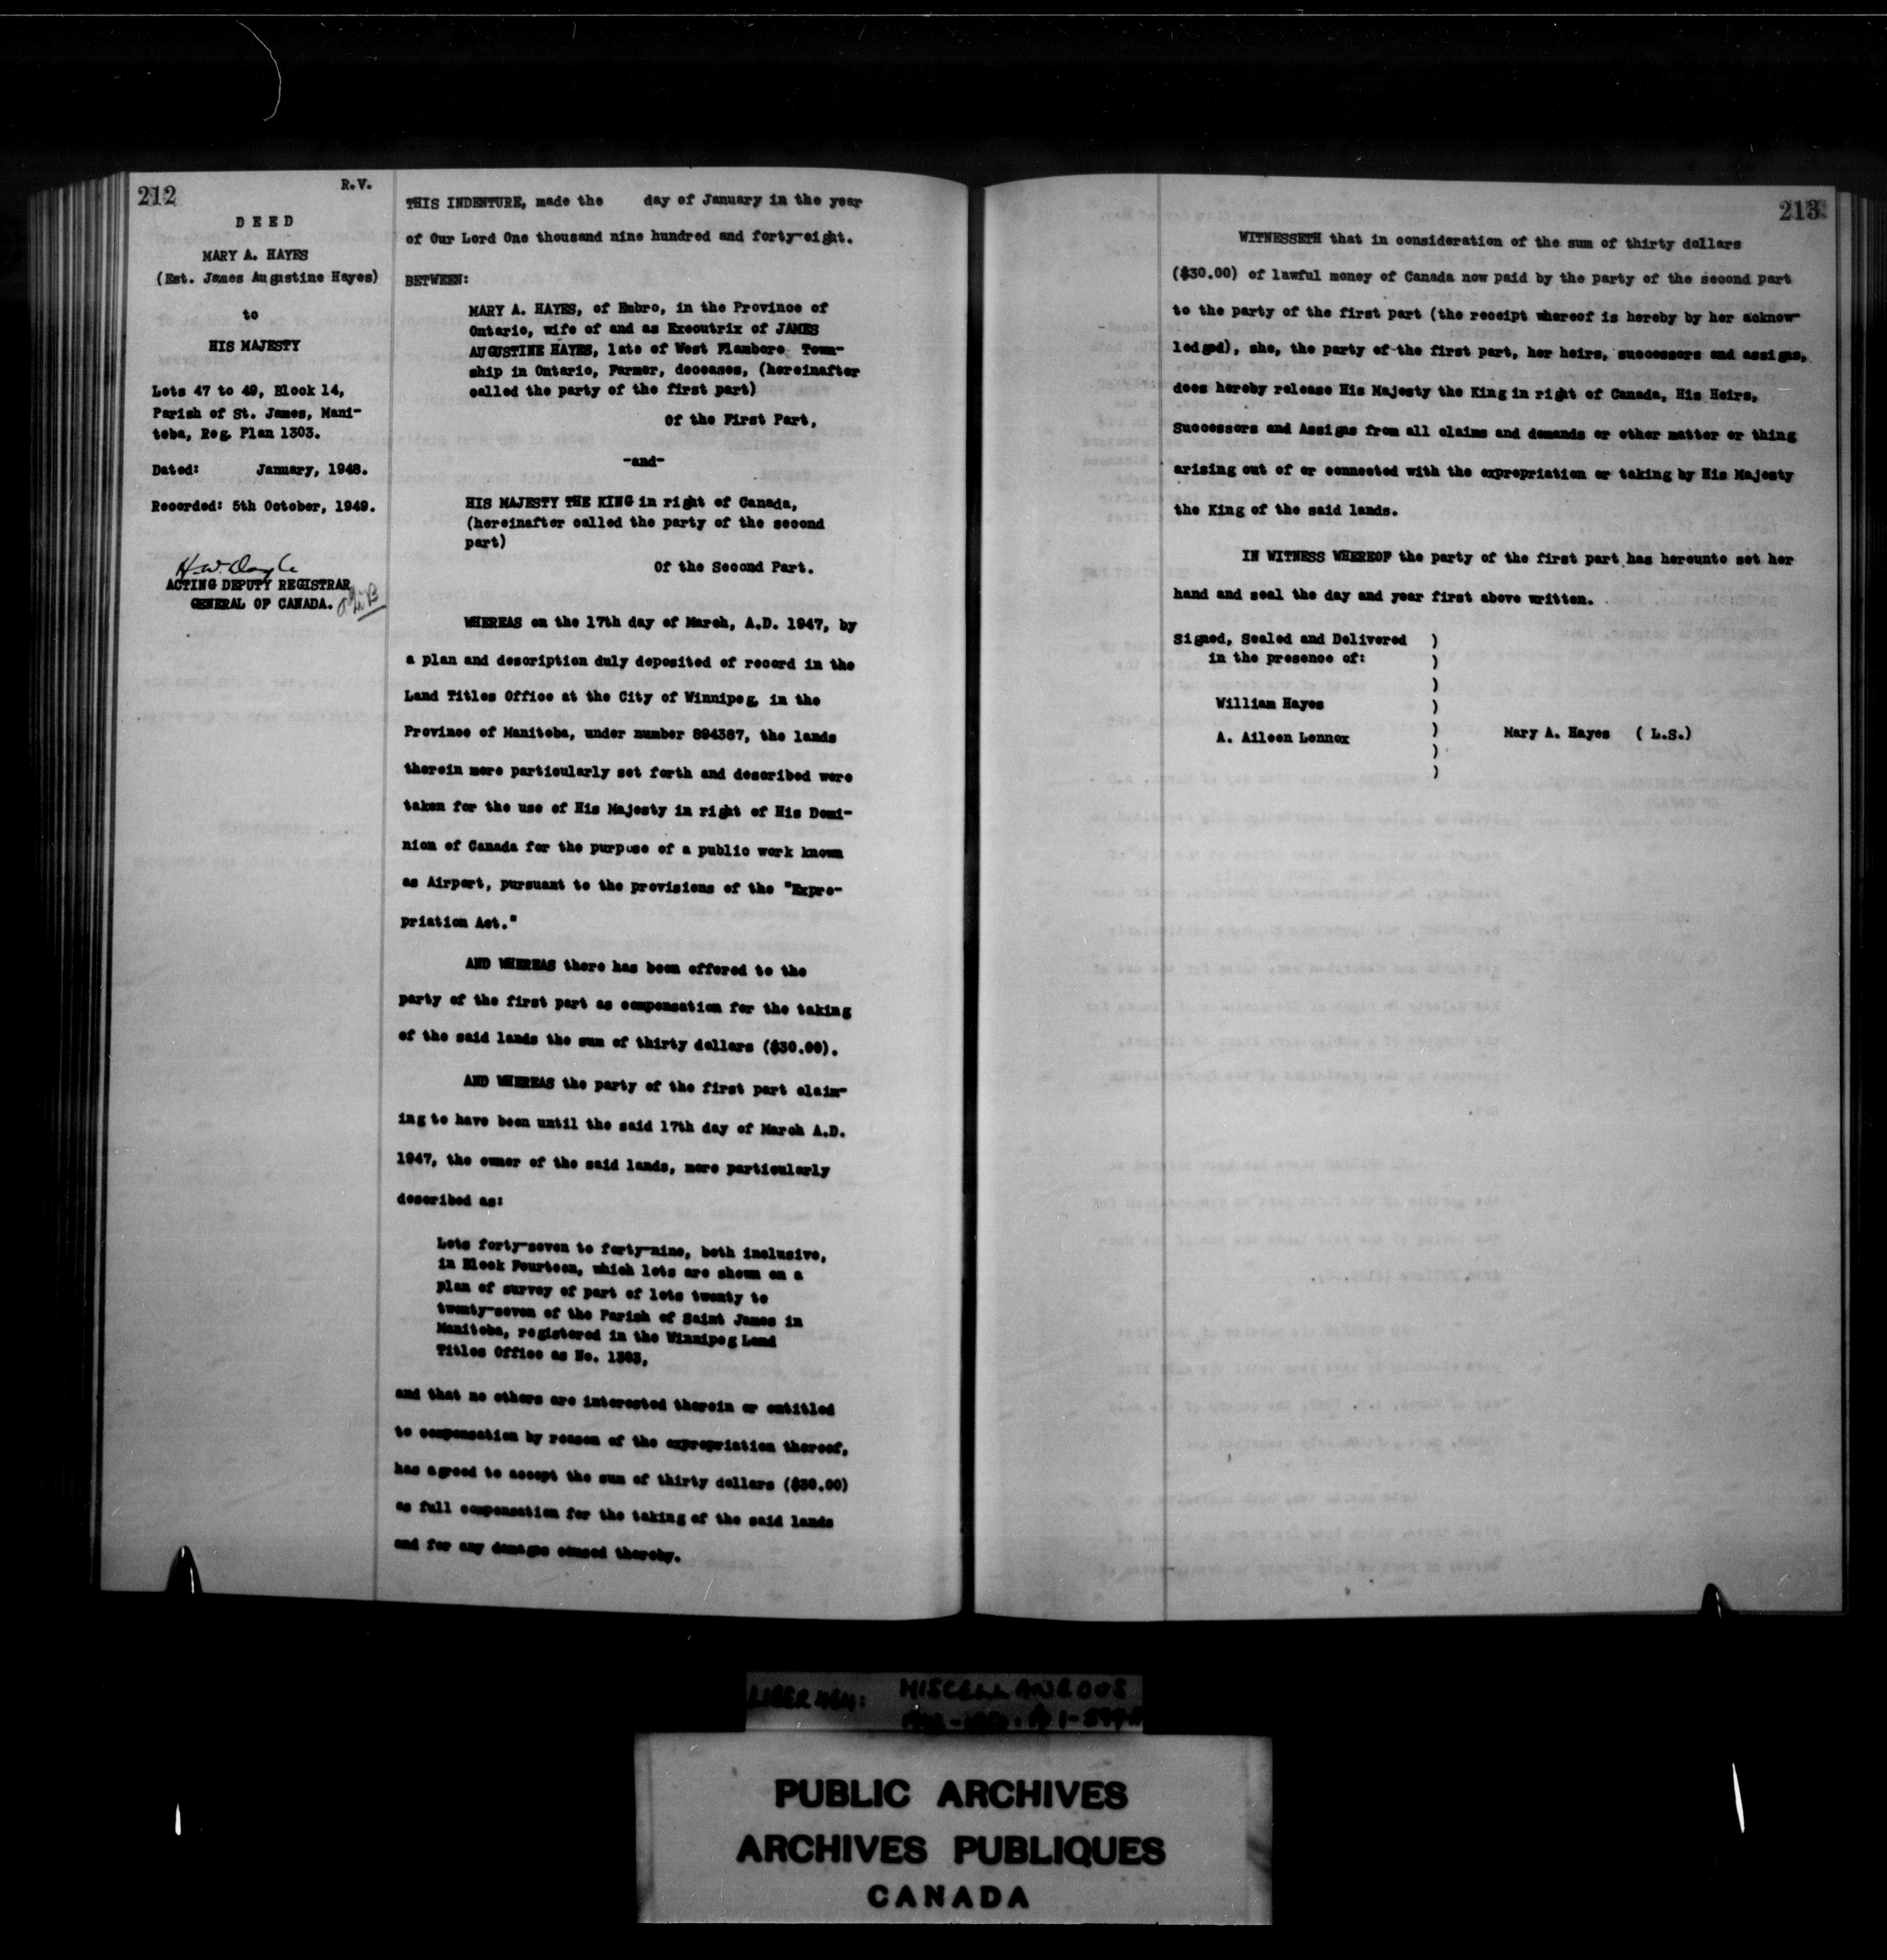 212
R.V.
DEED
MARY A. HAYES
(Est. James Augustine Hayes)
to
HIS MAJESTY
Lots 47 to 49, Block 14,
Parish of St. James, Mani-
toba, Reg. Plan 1303.
Dated: January, 1948.
Recorded: 5th October, 1949.
H.W. Doyle
ACTING DEPUTY REGISTRAR
GENERAL OF CANADA.
THIS INDENTURE, made the day of January in the year
of Our Lord One thousand nine hundred and forty-eight.
BETWEEN:
MARY A. HAYES, of Embro, in the Province of
Ontario, wife of and as Executrix of JAMES
AUGUSTINE HAYES, late of West Flamboro Town-
ship in Ontario, Farmer, deceases, (hereinafter
called the party of the first part)
Of the First Part,
-and-
HIS MAJESTY THE KING in right of Canada,
(hereinafter called the party of the second
part)
Of the Second Part.
WHEREAS on the 17th day of March, A.D. 1947, by
a plan and description duly deposited of record in the
Land Titles Office at the City of Winnipeg, in the
Province of Manitoba, under number 894387, the lands
therein more particularly set forth and described were
taken for the use of His Majesty in right of His Domi-
nion of Canada for the purpose of a public work known
as Airport, pursuant to the provisions of the "Expro-
priation Act."
AND WHEREAS there has been offered to the
party of the first part as compensation for the taking
of the said lands the sum of thirty dollars ($30.00).
AND WHEREAS the party of the first part claim-
ing to have been until the said 17th day of March A.D.
1947, the owner of the said lands, more particularly
described as:
Lots forty-seven to forty-nine, both inclusive,
in Block Fourteen, which lots are shown on a
plan of survey of part of lots twenty to
twenty-seven of the Parish of Saint James in
Manitoba, registered in the Winnipeg Land
Titles Office as No. 1303,
and that no others are interested therein or entitled
to compensation by reason of the expropriation thereof,
has agreed to accept the sum of thirty dollars ($30.00)
as full compensation for the taking of the said lands
and for any damages caused thereby.
213
WITNESSETH that in consideration of the sum of thirty dollars
($30.00) of lawful money of Canada now paid by the party of the second part
to the party of the first part (the receipt whereof is hereby by her acknow-
ledged), she, the party of the first part, her heirs, successors and assigns,
does hereby release His Majesty the King in right of Canada, His Heirs,
Successors and Assigns from all claims and demands or other matter or thing
arising out of or connected with the expropriation or taking by His Majesty
the King of the said lands.
IN WITNESS WHEREOF the party of the first part has hereunto set her
hand and seal the day and year first above written.
Signed, Sealed and Delivered )
in the presence of: )
)
William Hayes )
A. Aileen Lennox ) Mary A. Hayes (L.S.)
)
)
LIBER 464: MISCELLANEOUS
PUBLIC ARCHIVES
ARCHIVES PUBLIQUES
CANADA